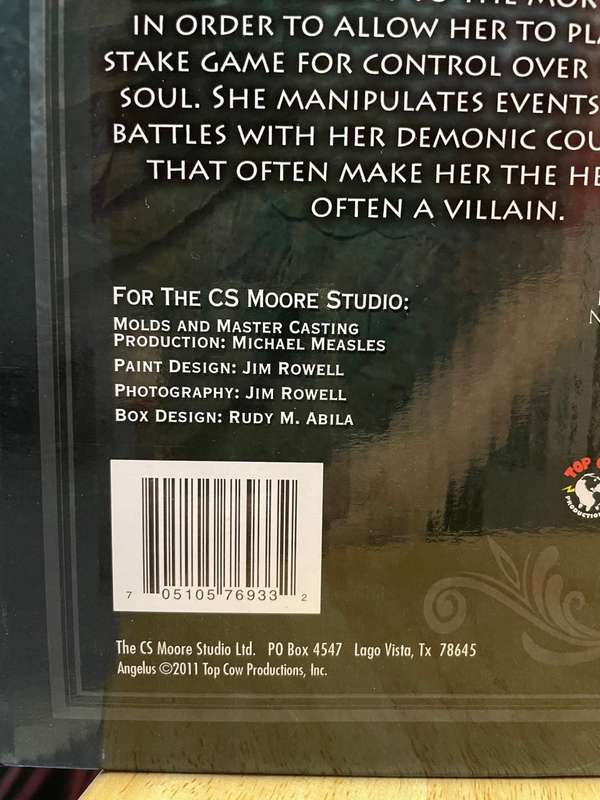 IN ORDER TO ALLOW HER TO
STAKE GAME FOR CONTROL OVER
SOUL. SHE MANIPULATES EVENTS
BATTLES WITH HER DEMONIC
THAT OFTEN MAKE HER THE
OFTEN A VILLAIN.
FOR THE CS MOORE STUDIO:
MOLDS AND MASTER CASTING
PRODUCTION: MICHAEL MEASLES
PAINT DESIGN: JIM ROWELL
PHOTOGRAPHY: JIM ROWELL
BOX DESIGN: RUDY M. ABILA
TOP
7 05105 76933 2
The CS Moore Studio Ltd. PO Box 4547 Lago Vista, Tx 78645
Angelus ©2011 Top Cow Productions, Inc.